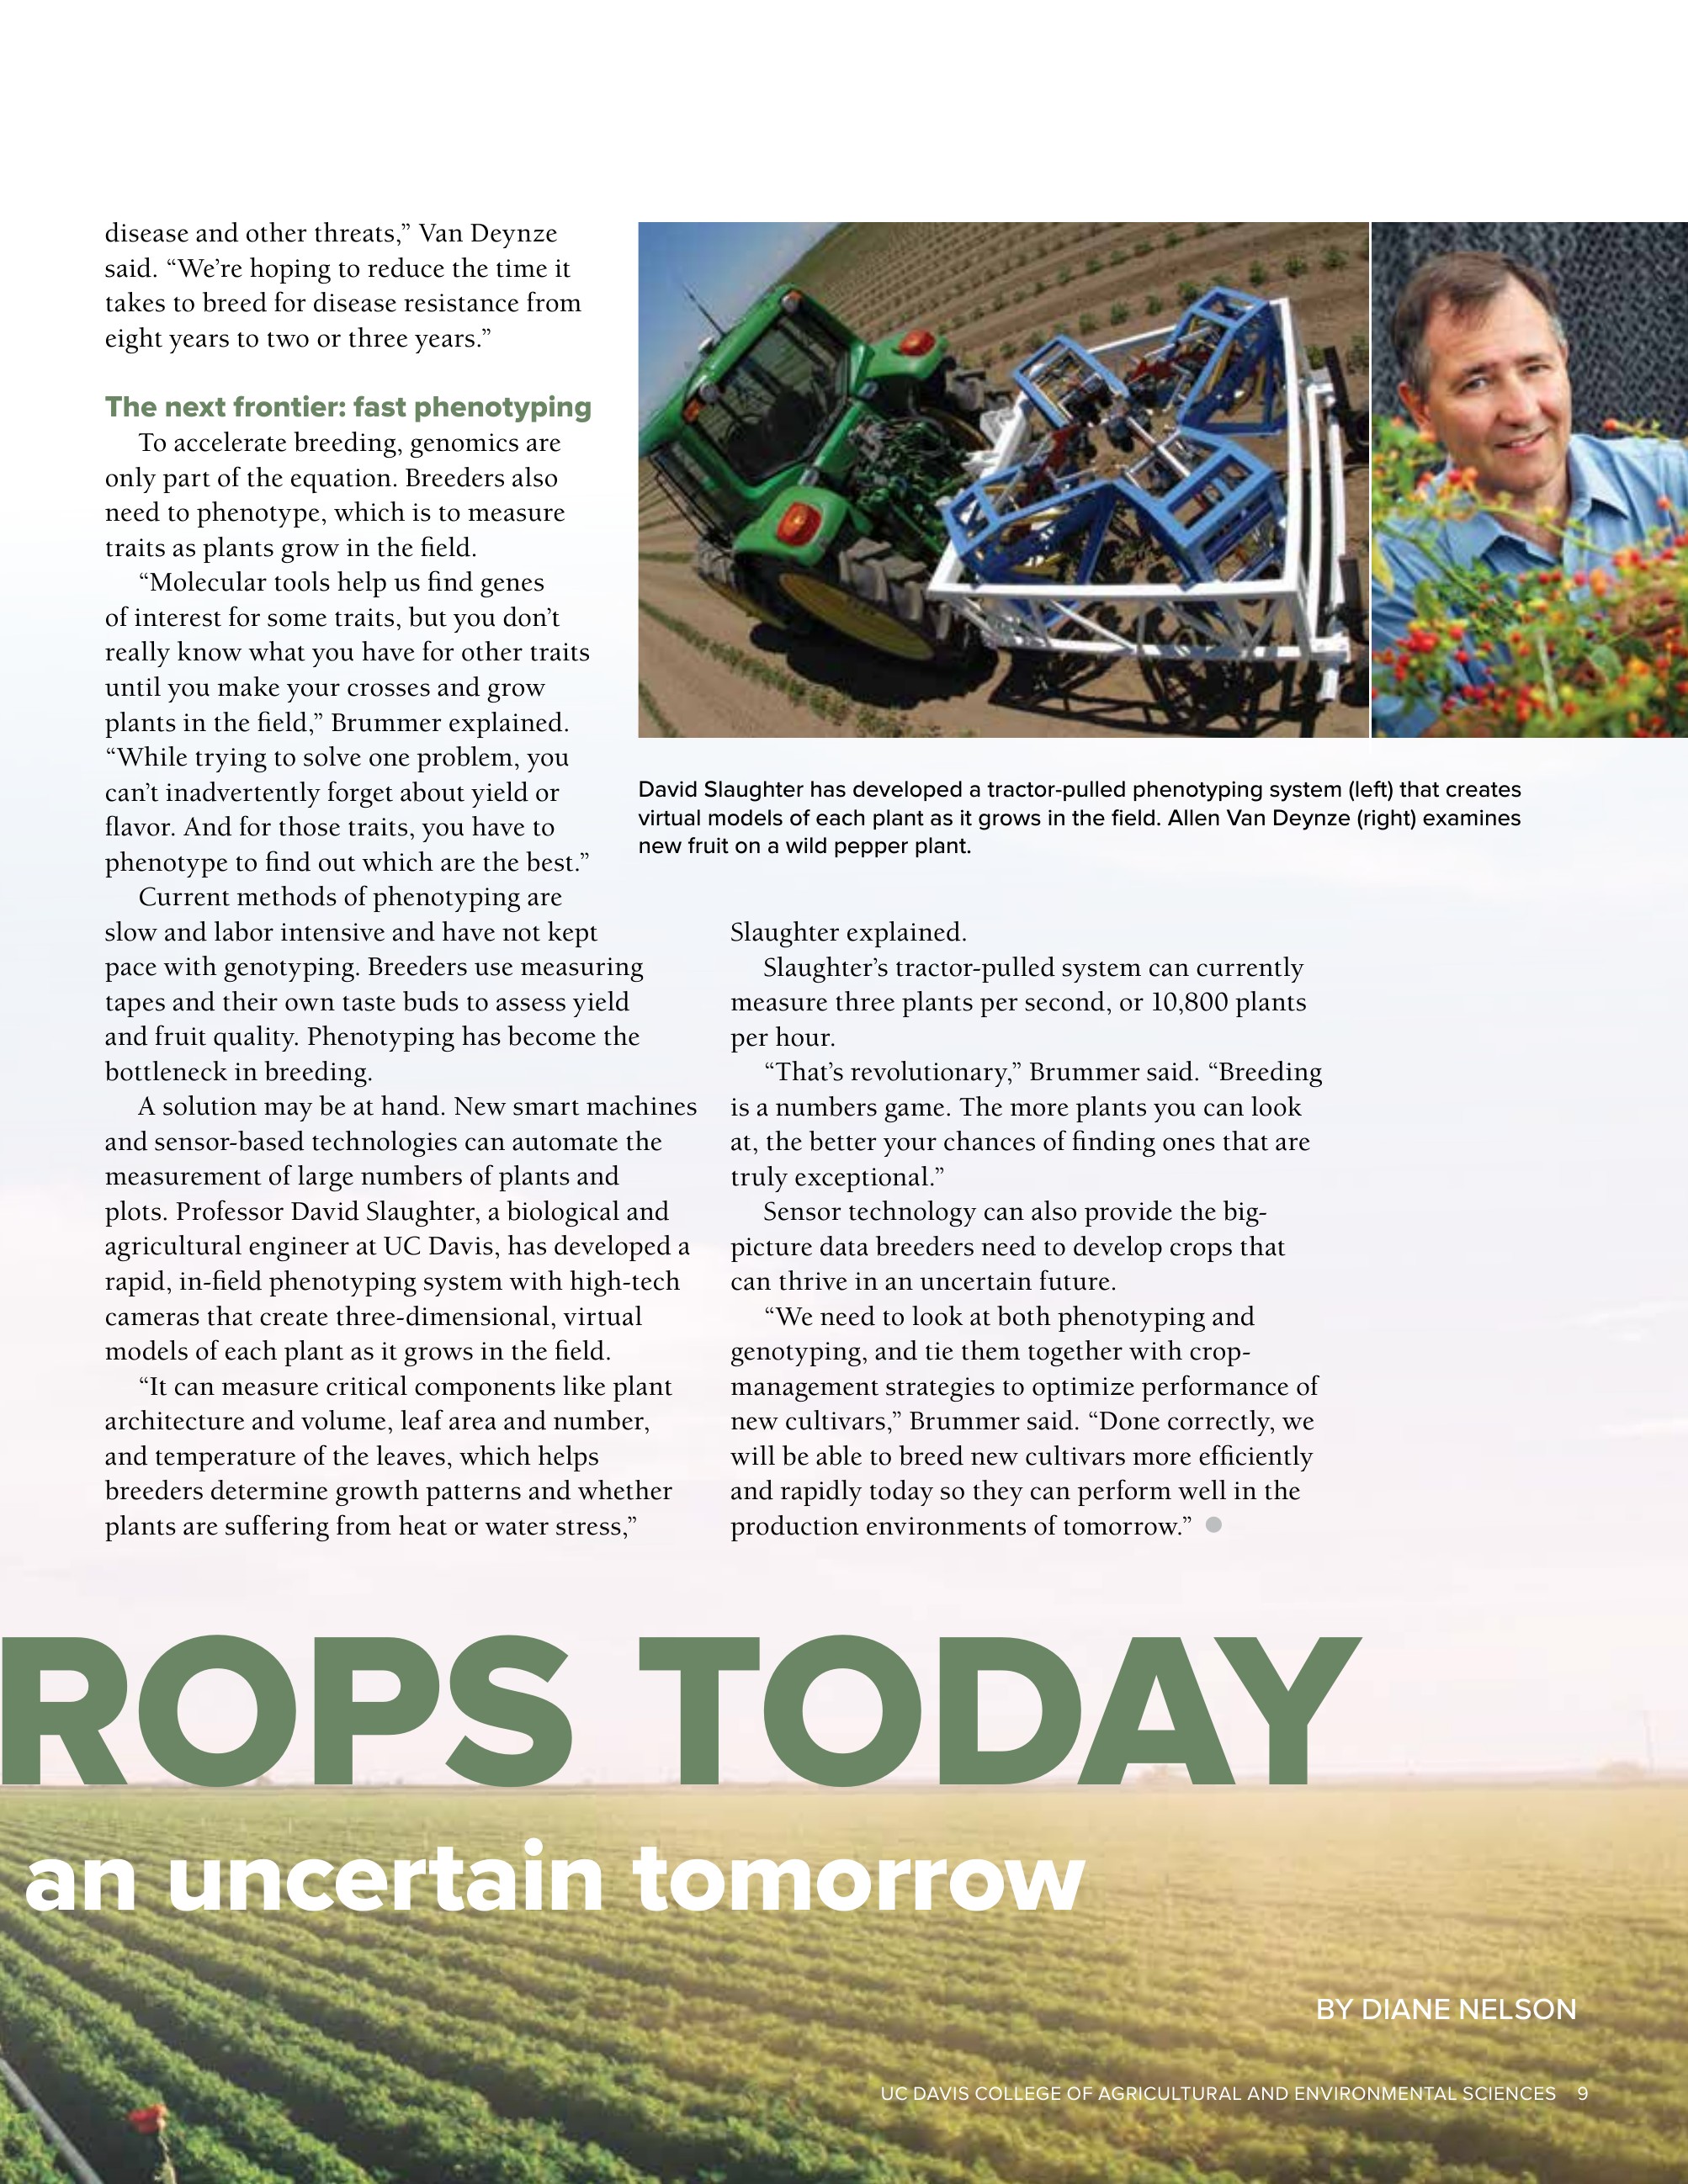 disease and other threats,” Van Deynze
said. “We’re hoping to reduce the time it
takes to breed for disease resistance from
eight years to two or three years.”
The next frontier: fast phenotyping
To accelerate breeding, genomics are
only part of the equation. Breeders also
need to phenotype, which is to measure
traits as plants grow in the field.
“Molecular tools help us find genes
of interest for some traits, but you don’t
really know what you have for other traits
until you make your crosses and grow
plants in the field,” Brummer explained.
“While trying to solve one problem, you
can’t inadvertently forget about yield or
flavor. And for those traits, you have to
phenotype to find out which are the best.”
Current methods of phenotyping are
slow and labor intensive and have not kept
pace with genotyping. Breeders use measuring
tapes and their own taste buds to assess yield
and fruit quality. Phenotyping has become the
bottleneck in breeding.
A solution may be at hand. New smart machines
and sensor-based technologies can automate the
measurement of large numbers of plants and
plots. Professor David Slaughter, a biological and
agricultural engineer at UC Davis, has developed a
rapid, in-field phenotyping system with high-tech
cameras that create three-dimensional, virtual
models of each plant as it grows in the field.
“It can measure critical components like plant
architecture and volume, leaf area and number,
and temperature of the leaves, which helps
breeders determine growth patterns and whether
plants are suffering from heat or water stress,”
David Slaughter has developed a tractor-pulled phenotyping system (left) that creates
virtual models of each plant as it grows in the field. Allen Van Deynze (right) examines
new fruit on a wild pepper plant.
Slaughter explained.
Slaughter’s tractor-pulled system can currently
measure three plants per second, or 10,800 plants
per hour.
“That’s revolutionary,” Brummer said. “Breeding
is a numbers game. The more plants you can look
at, the better your chances of finding ones that are
truly exceptional.”
Sensor technology can also provide the big-
picture data breeders need to develop crops that
can thrive in an uncertain future.
“We need to look at both phenotyping and
genotyping, and tie them together with crop-
management strategies to optimize performance of
new cultivars,” Brummer said. “Done correctly, we
will be able to breed new cultivars more efficiently
and rapidly today so they can perform well in the
production environments of tomorrow.”
ROPS TODAY
an uncertain tomorrow
BY DIANE NELSON
UC DAVIS COLLEGE OF AGRICULTURAL AND ENVIRONMENTAL SCIENCES 9